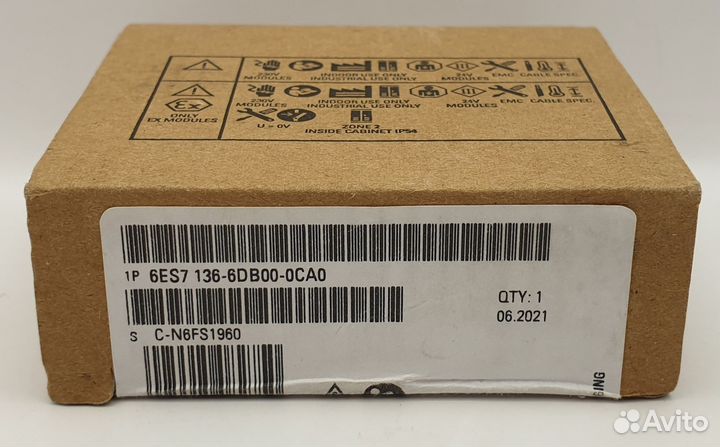 230V MODULES INDOOR USE ONLY INDUSTRIAL USE ONLY 24V MODULES EMC CABLE SPEC.
ONLY EX MODULES 230V MODULES INDOOR USE ONLY INDUSTRIAL USE ONLY 24V MODULES EMC CABLE SPEC.
U = 0V ZONE 2 INSIDE CABINET IP54
1P 6ES7 136-6DB00-0CA0
QTY: 1
06.2021
S C-N6FS1960
Avito